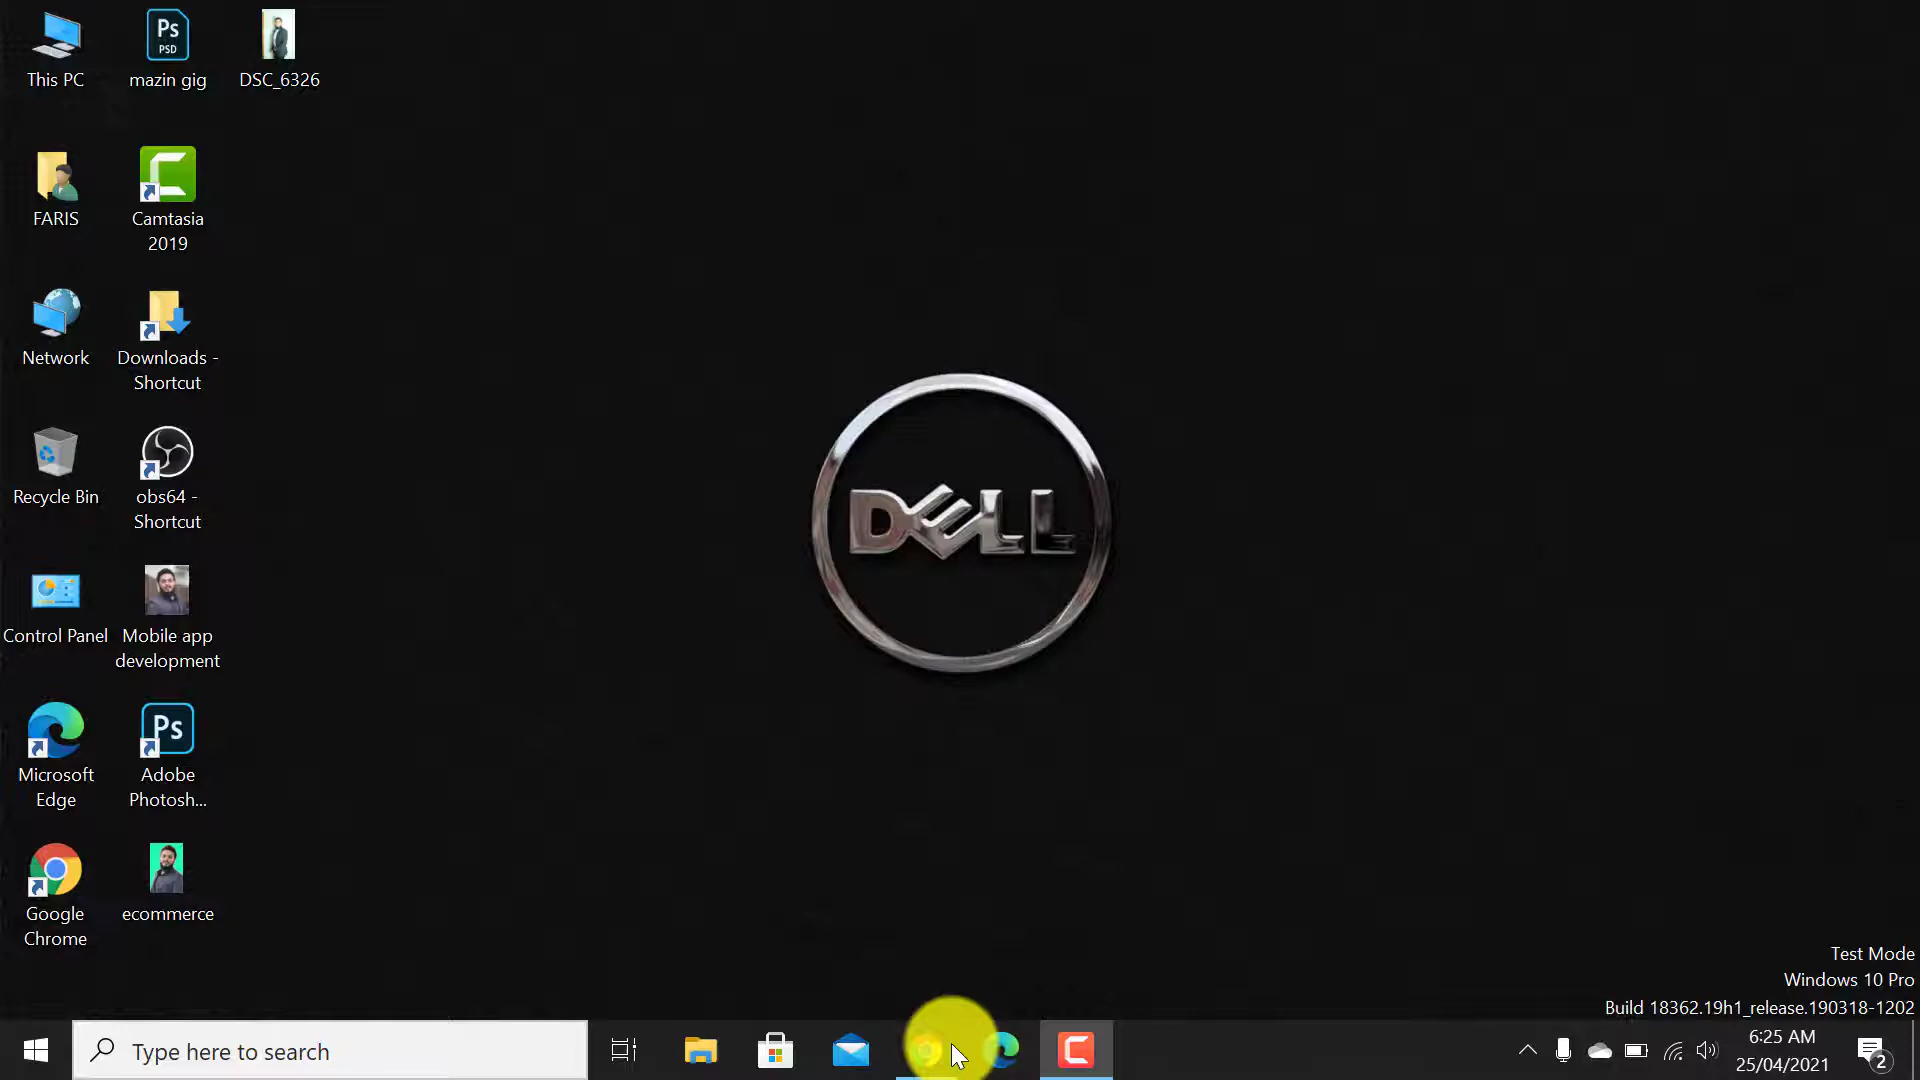 This PC
Ps
PSD
mazin gig
DSC_6326
FARIS
Camtasia
2019
Network
Downloads -
Shortcut
Recycle Bin
obs64 -
Shortcut
DELL
Control Panel
Mobile app
development
Microsoft
Edge
Ps
Adobe
Photosh...
Google
Chrome
ecommerce
Test Mode
Windows 10 Pro
Build 18362.19h1_release.190318-1202
Type here to search
6:25 AM
25/04/2021
2